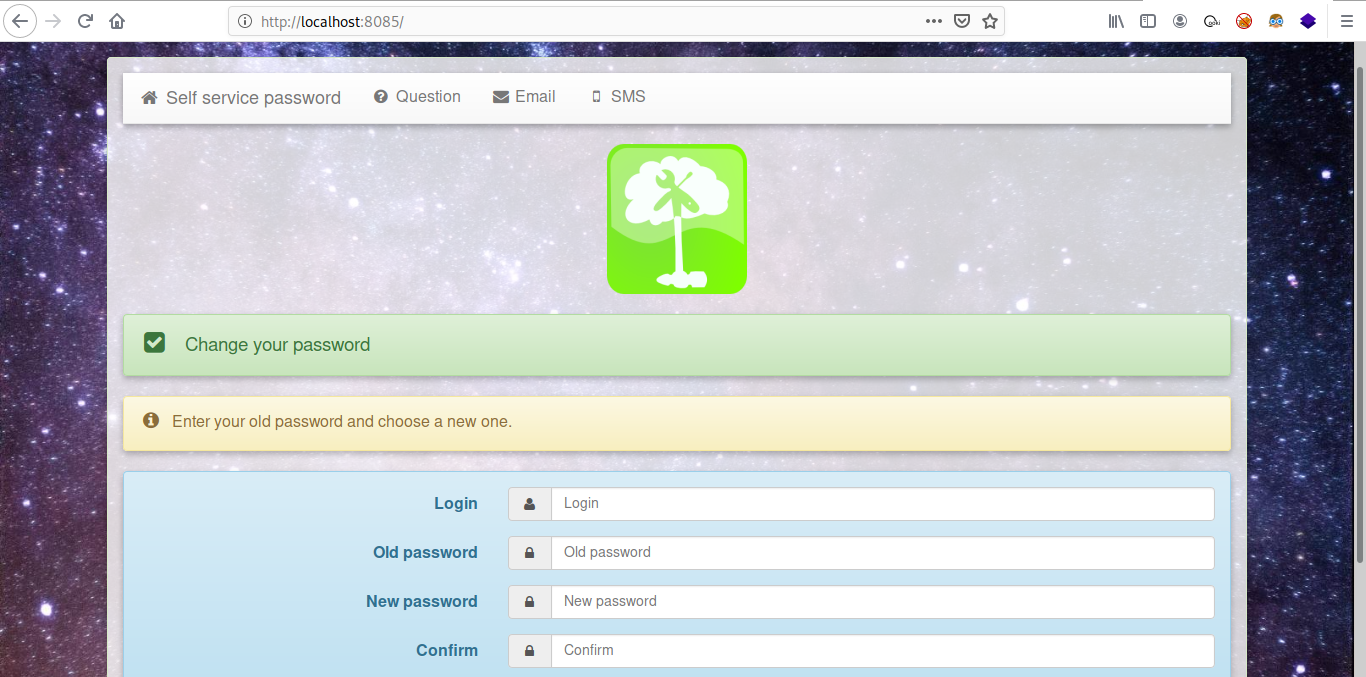 http://localhost:8085/
Self service password Question Email SMS
Change your password
Enter your old password and choose a new one.
Login Login
Old password Old password
New password New password
Confirm Confirm